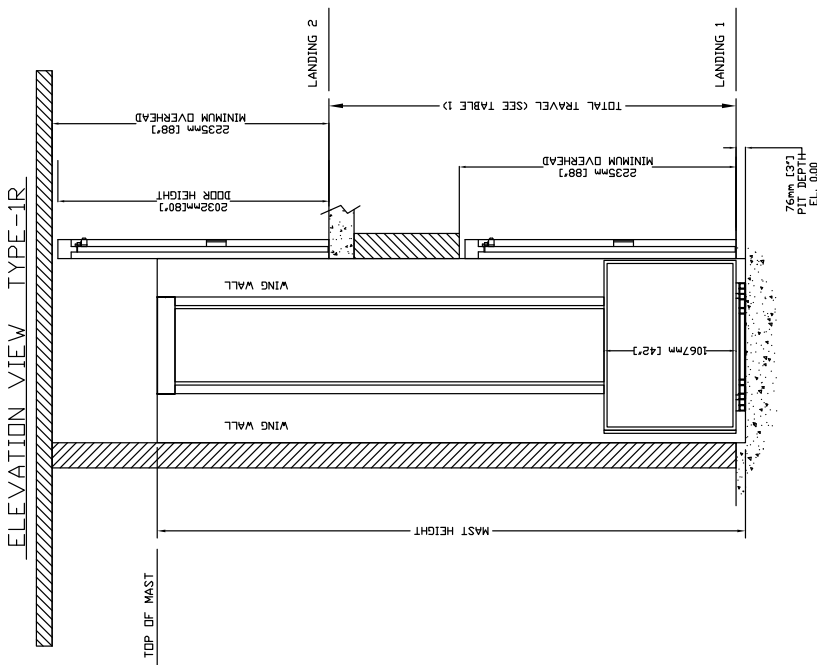 ELEVATION VIEW TYPE-1R
LANDING 2
LANDING 1
2235mm [88"]
MINIMUM OVERHEAD
2032mm[80"]
DOOR HEIGHT
TOTAL TRAVEL (SEE TABLE 1)
2235mm [88"]
MINIMUM OVERHEAD
76mm [3"]
PIT DEPTH
EL. 0.00
WING WALL
1067mm [42"]
WING WALL
MAST HEIGHT
TOP OF MAST